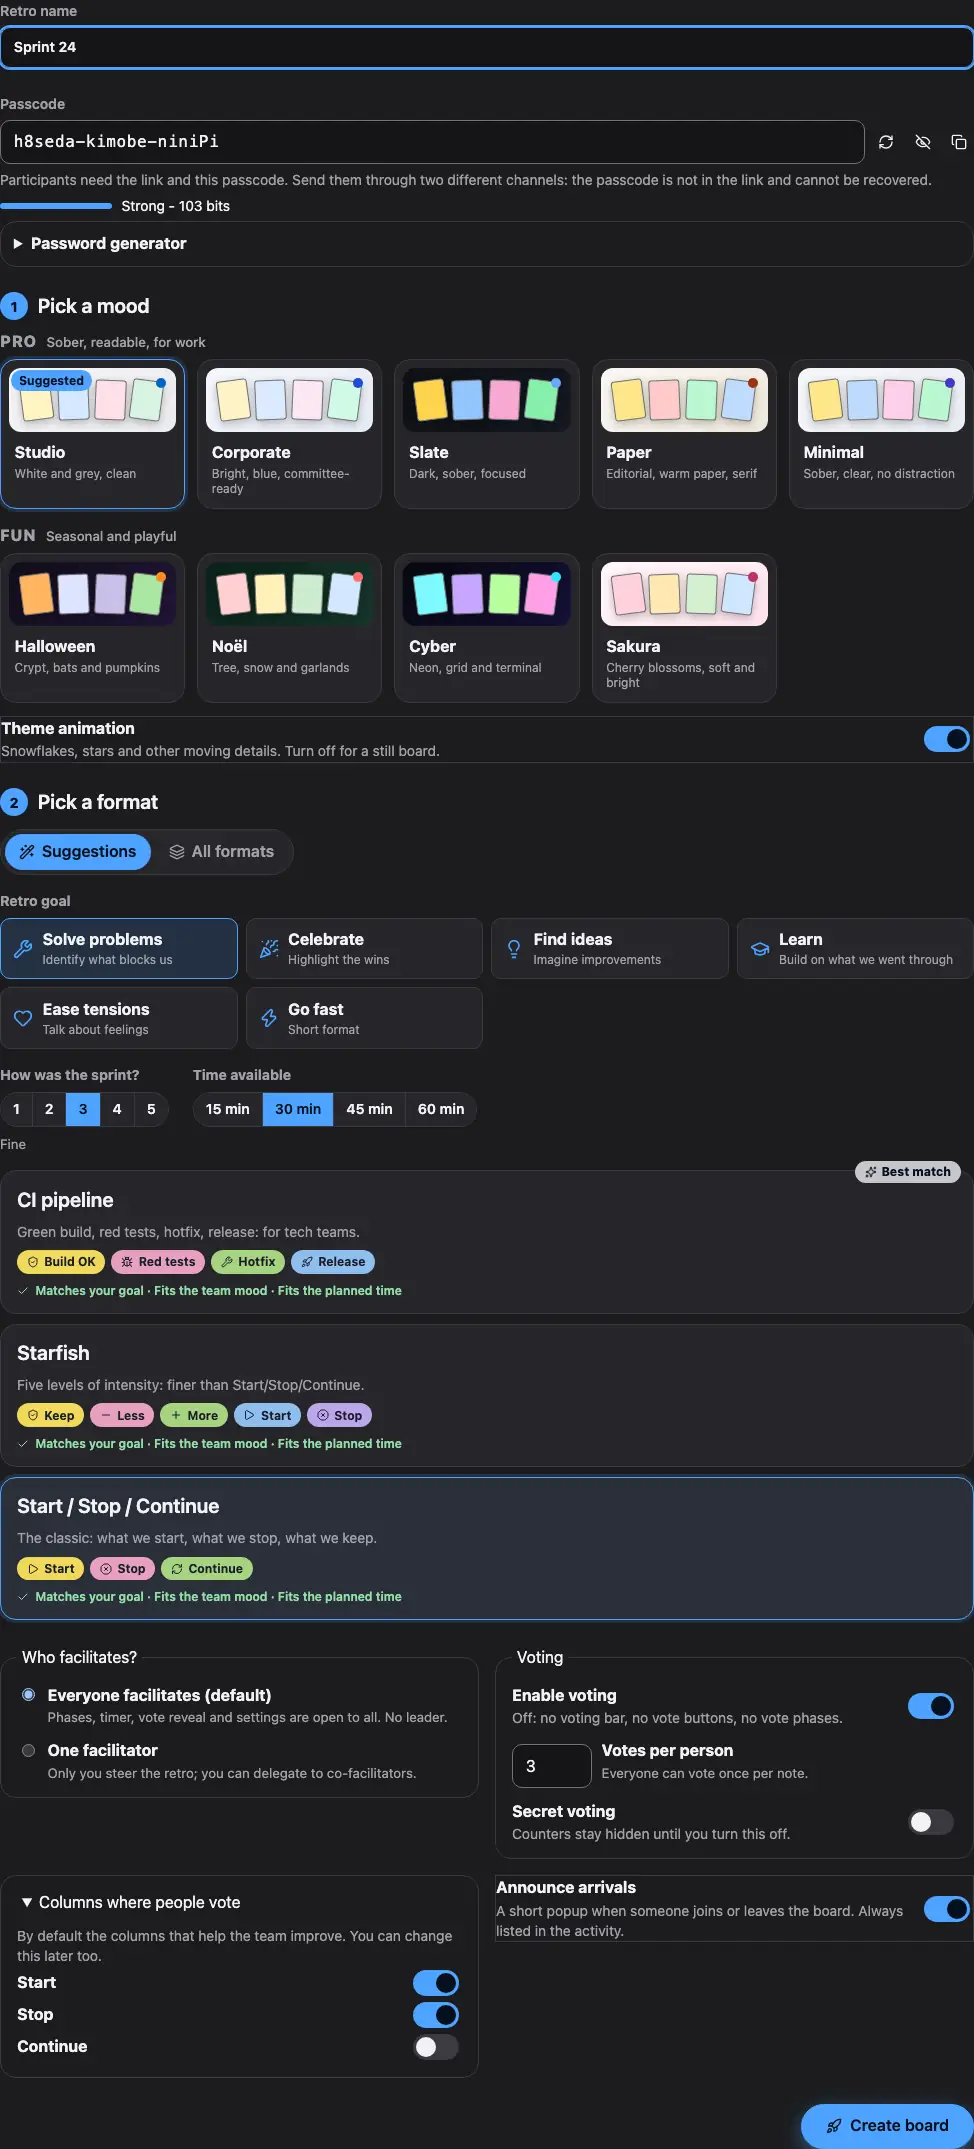 Retro name
Sprint 24
Passcode
h8seda-kimobe-niniPi
Participants need the link and this passcode. Send them through two different channels: the passcode is not in the link and cannot be recovered.
Strong - 103 bits
Password generator
1 Pick a mood
PRO Sober, readable, for work
Suggested
Studio
White and grey, clean
Corporate
Bright, blue, committee-
ready
Slate
Dark, sober, focused
Paper
Editorial, warm paper, serif
Minimal
Sober, clear, no distraction
FUN Seasonal and playful
Halloween
Crypt, bats and pumpkins
Noël
Tree, snow and garlands
Cyber
Neon, grid and terminal
Sakura
Cherry blossoms, soft and
bright
Theme animation
Snowflakes, stars and other moving details. Turn off for a still board.
2 Pick a format
Suggestions All formats
Retro goal
Solve problems
Identify what blocks us
Celebrate
Highlight the wins
Find ideas
Imagine improvements
Learn
Build on what we went through
Ease tensions
Talk about feelings
Go fast
Short format
How was the sprint?
1 2 3 4 5
Fine
Time available
15 min 30 min 45 min 60 min
Best match
CI pipeline
Green build, red tests, hotfix, release: for tech teams.
Build OK Red tests Hotfix Release
Matches your goal · Fits the team mood · Fits the planned time
Starfish
Five levels of intensity: finer than Start/Stop/Continue.
Keep Less More Start Stop
Matches your goal · Fits the team mood · Fits the planned time
Start / Stop / Continue
The classic: what we start, what we stop, what we keep.
Start Stop Continue
Matches your goal · Fits the team mood · Fits the planned time
Who facilitates?
Everyone facilitates (default)
Phases, timer, vote reveal and settings are open to all. No leader.
One facilitator
Only you steer the retro; you can delegate to co-facilitators.
Voting
Enable voting
Off: no voting bar, no vote buttons, no vote phases.
3
Votes per person
Everyone can vote once per note.
Secret voting
Counters stay hidden until you turn this off.
Columns where people vote
By default the columns that help the team improve. You can change
this later too.
Start
Stop
Continue
Announce arrivals
A short popup when someone joins or leaves the board. Always
listed in the activity.
Create board